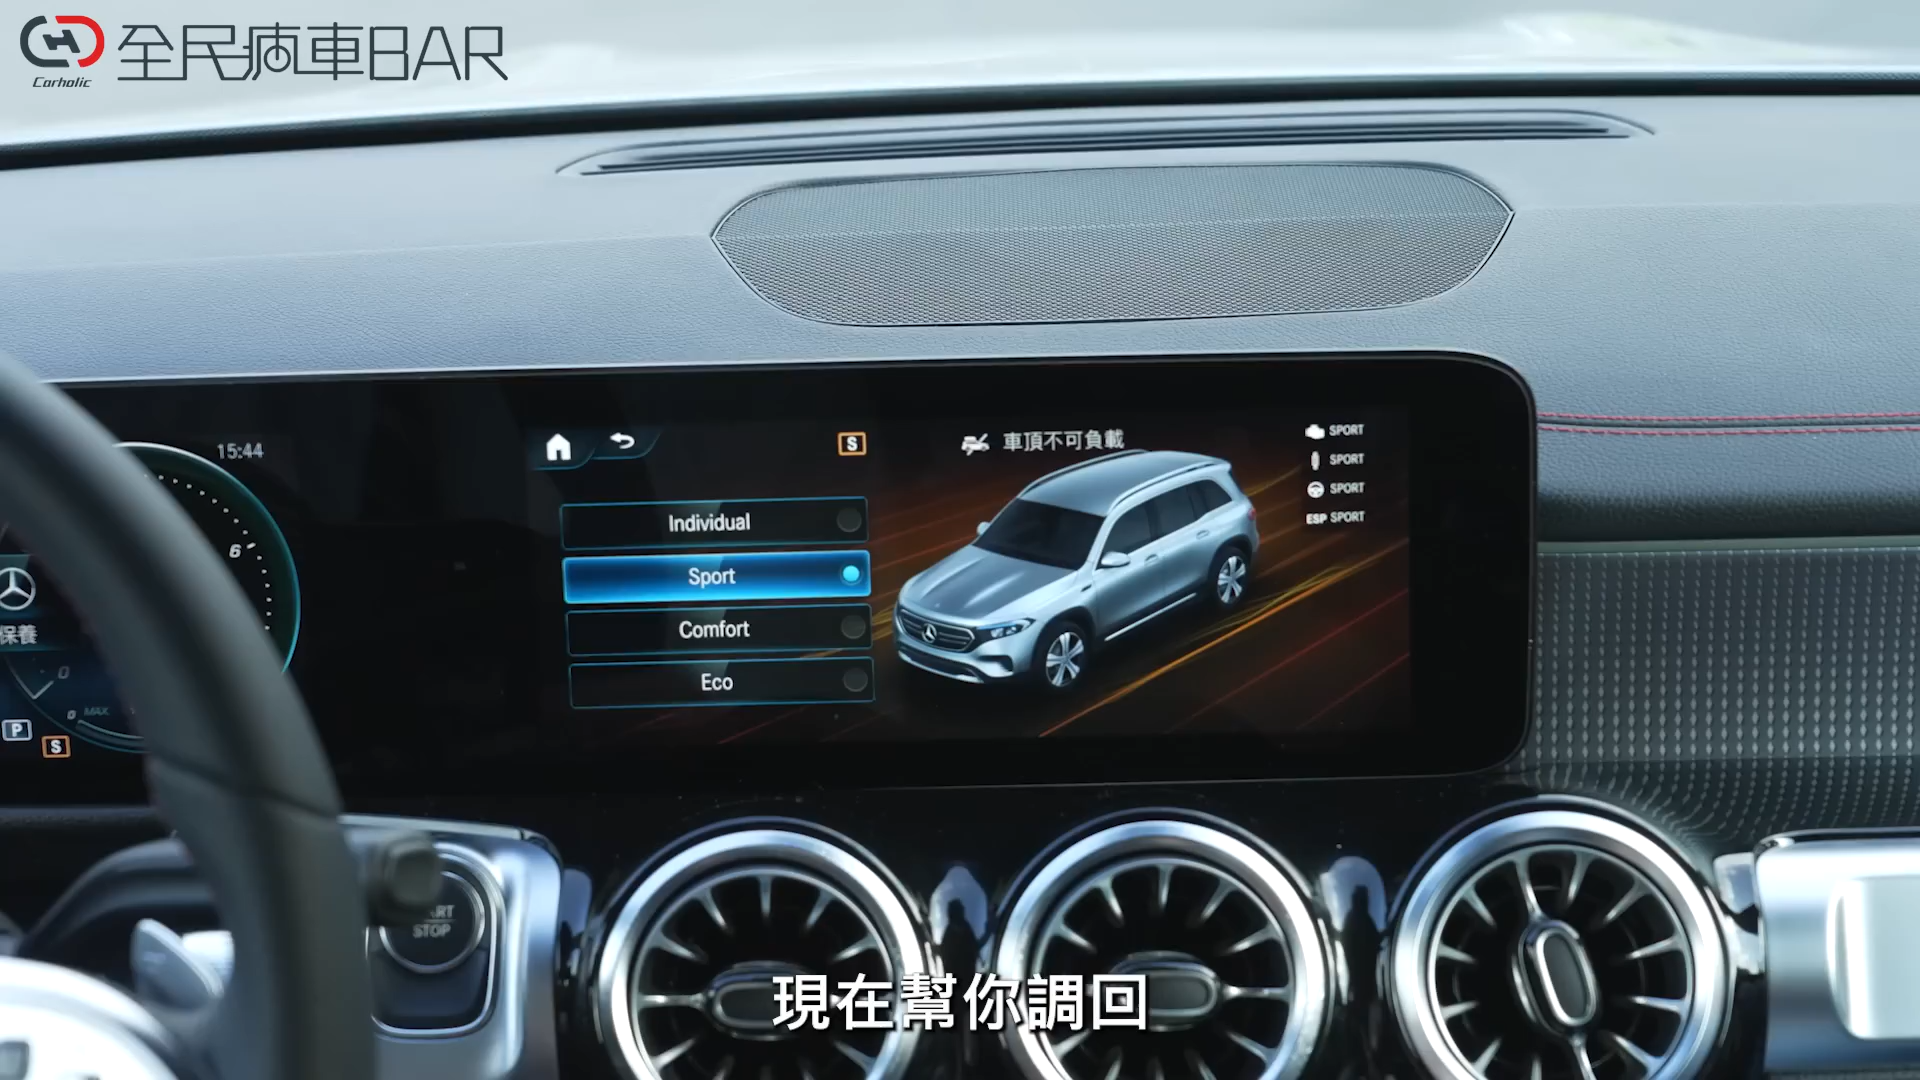 Carholic
全民瘋車BAR
15:44
6
保養
0
0 MAX
P
S
S
Individual
Sport
Comfort
Eco
車頂不可負載
SPORT
SPORT
SPORT
ESP SPORT
STOP
現在幫你調回